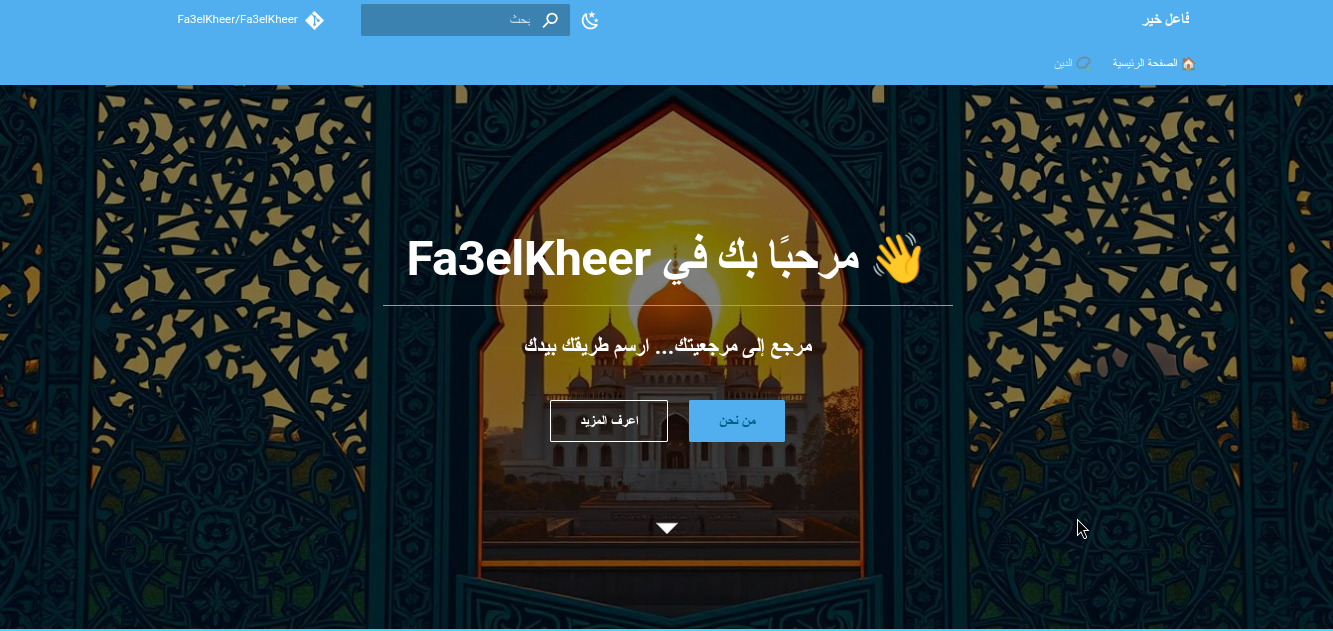 فاعل خير
بحث
Fa3elKheer/Fa3elKheer
🏠 الصفحة الرئيسية
📿 الدين
👋 مرحبًا بك في Fa3elKheer
مرجع إلى مرجعيتك... ارسم طريقك بيدك
من نحن
اعرف المزيد